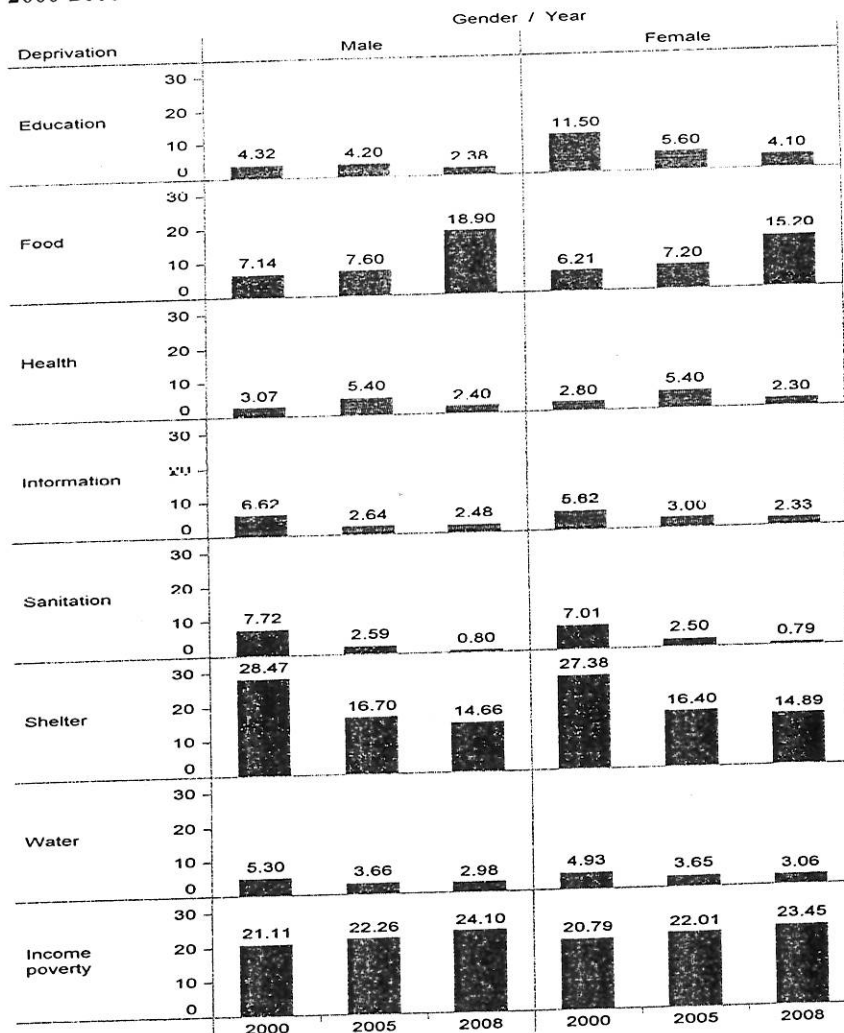 Gender / Year
Deprivation Male Female
30
20
Education
10
0
4.32 4.20 2.38 11.50 5.60 4.10
30
20
Food
10
0
7.14 7.60 18.90 6.21 7.20 15.20
30
20
Health
10
0
3.07 5.40 2.40 2.80 5.40 2.30
30
20
Information
10
0
6.62 2.64 2.48 5.62 3.00 2.33
30
20
Sanitation
10
0
7.72 2.59 0.80 7.01 2.50 0.79
30
20
Shelter
10
0
28.47 16.70 14.66 27.38 16.40 14.89
30
20
Water
10
0
5.30 3.66 2.98 4.93 3.65 3.06
30
20
Income
poverty
10
0
21.11 22.26 24.10 20.79 22.01 23.45
2000 2005 2008 2000 2005 2008